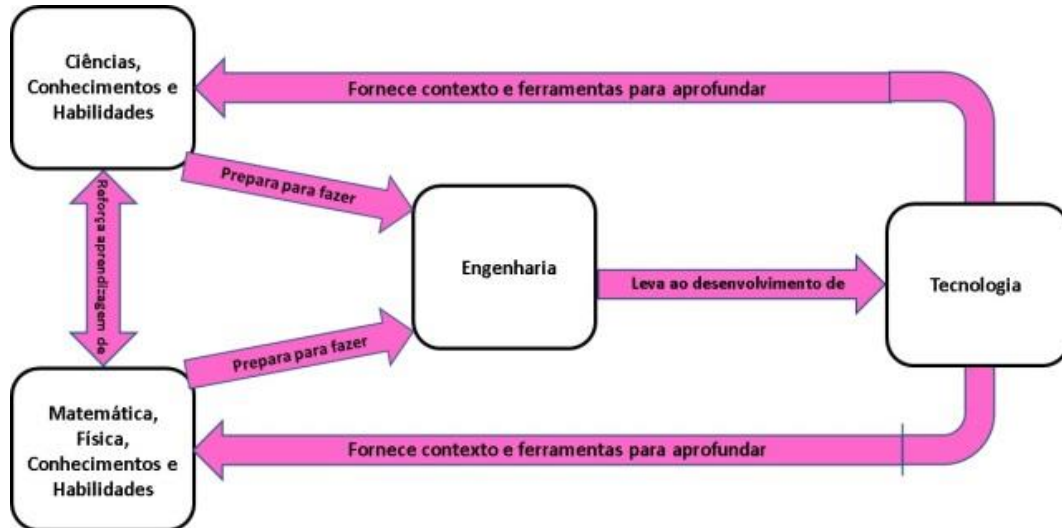 Ciências,
Conhecimentos e
Habilidades
Fornece contexto e ferramentas para aprofundar
Prepara para fazer
Reforça aprendizagem de
Engenharia
Leva ao desenvolvimento de
Tecnologia
Prepara para fazer
Matemática,
Física,
Conhecimentos e
Habilidades
Fornece contexto e ferramentas para aprofundar